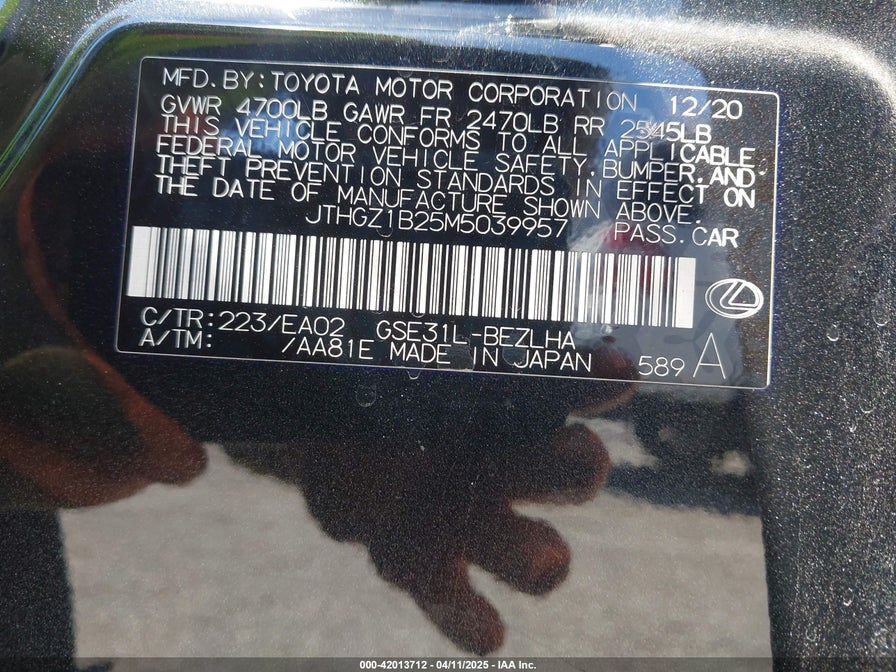 MFD.BY:TOYOTA MOTOR CORPORATION 12/20
GVWR 4700LB GAWR FR 2470LB RR 2545LB
THIS VEHICLE CONFORMS TO ALL APPLICABLE
FEDERAL MOTOR VEHICLE SAFETY,BUMPER,AND
THEFT PREVENTION STANDARDS IN EFFECT ON
THE DATE OF MANUFACTURE SHOWN ABOVE.
JTHGZ1B25M5039957 PASS.CAR
C/TR:223/EA02 GSE31L-BEZLHA
A/TM: /AA81E MADE IN JAPAN 589 A
000-42013712 - 04/11/2025 - IAA Inc.